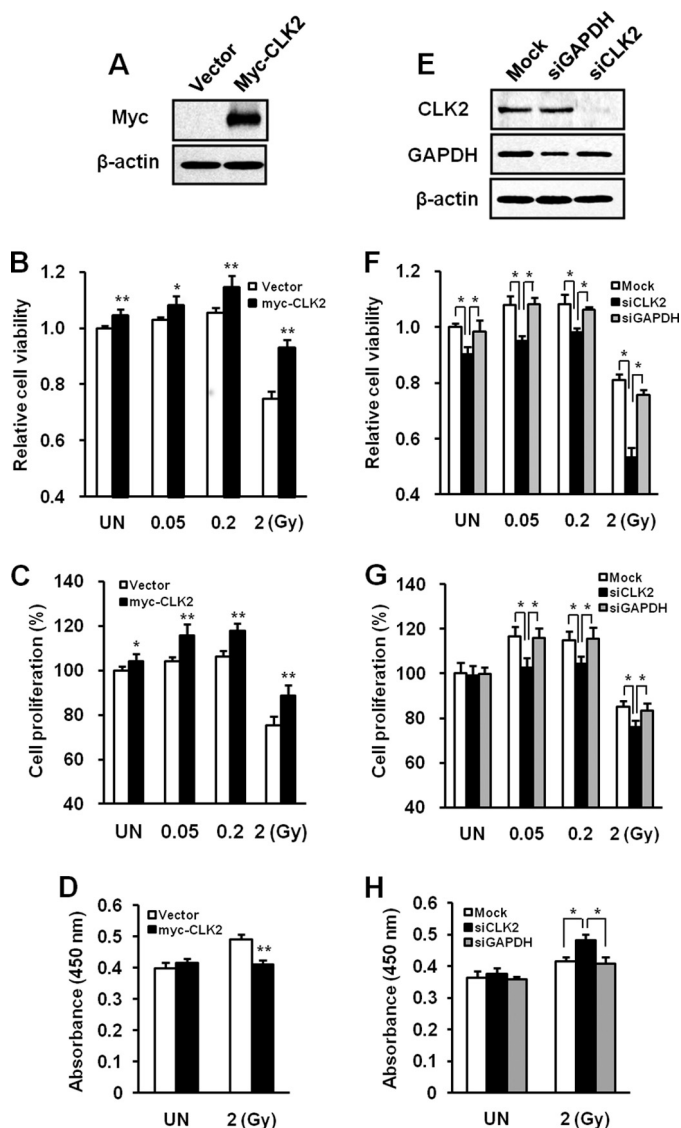 A
Vector
Myc-CLK2
Myc
β-actin
E
Mock
siGAPDH
siCLK2
CLK2
GAPDH
β-actin
B
Relative cell viability
1.2
1.0
0.8
0.6
0.4
Vector
myc-CLK2
**
*
**
**
UN 0.05 0.2 2 (Gy)
F
Relative cell viability
1.2
1.0
0.8
0.6
0.4
Mock
siCLK2
siGAPDH
* *
* *
* *
* *
UN 0.05 0.2 2 (Gy)
C
Cell proliferation (%)
140
120
100
80
60
40
Vector
myc-CLK2
*
**
**
**
UN 0.05 0.2 2 (Gy)
G
Cell proliferation (%)
140
120
100
80
60
40
Mock
siCLK2
siGAPDH
* *
* *
* *
UN 0.05 0.2 2 (Gy)
D
Absorbance (450 nm)
0.6
0.5
0.4
0.3
0.2
0.1
0
Vector
myc-CLK2
**
UN 2 (Gy)
H
Absorbance (450 nm)
0.6
0.5
0.4
0.3
0.2
0.1
0
Mock
siCLK2
siGAPDH
* *
UN 2 (Gy)